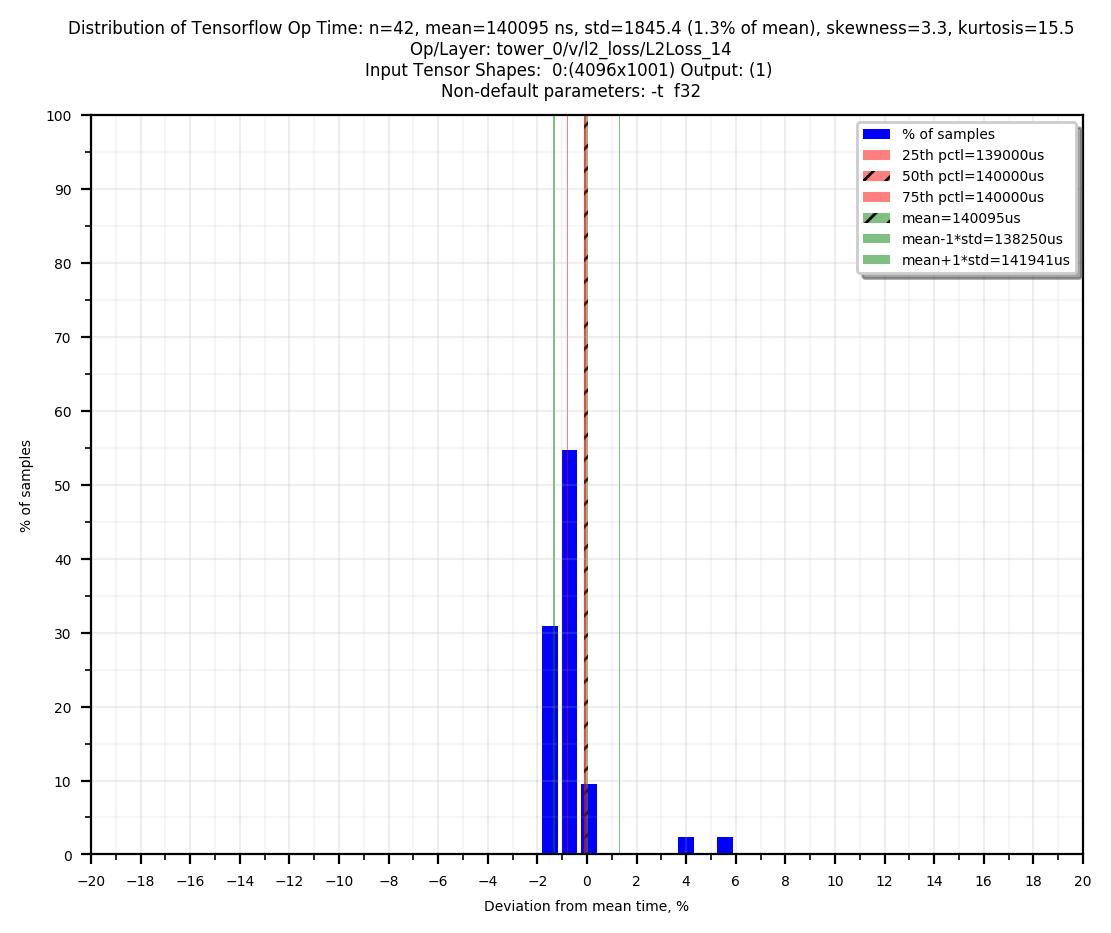 Distribution of Tensorflow Op Time: n=42, mean=140095 ns, std=1845.4 (1.3% of mean), skewness=3.3, kurtosis=15.5
Op/Layer: tower_0/v/l2_loss/L2Loss_14
Input Tensor Shapes:  0:(4096x1001) Output: (1)
Non-default parameters: -t  f32
% of samples
25th pctl=139000us
50th pctl=140000us
75th pctl=140000us
mean=140095us
mean-1*std=138250us
mean+1*std=141941us
100
90
80
70
60
50
40
30
20
10
0
% of samples
−20 −18 −16 −14 −12 −10 −8 −6 −4 −2 0 2 4 6 8 10 12 14 16 18 20
Deviation from mean time, %